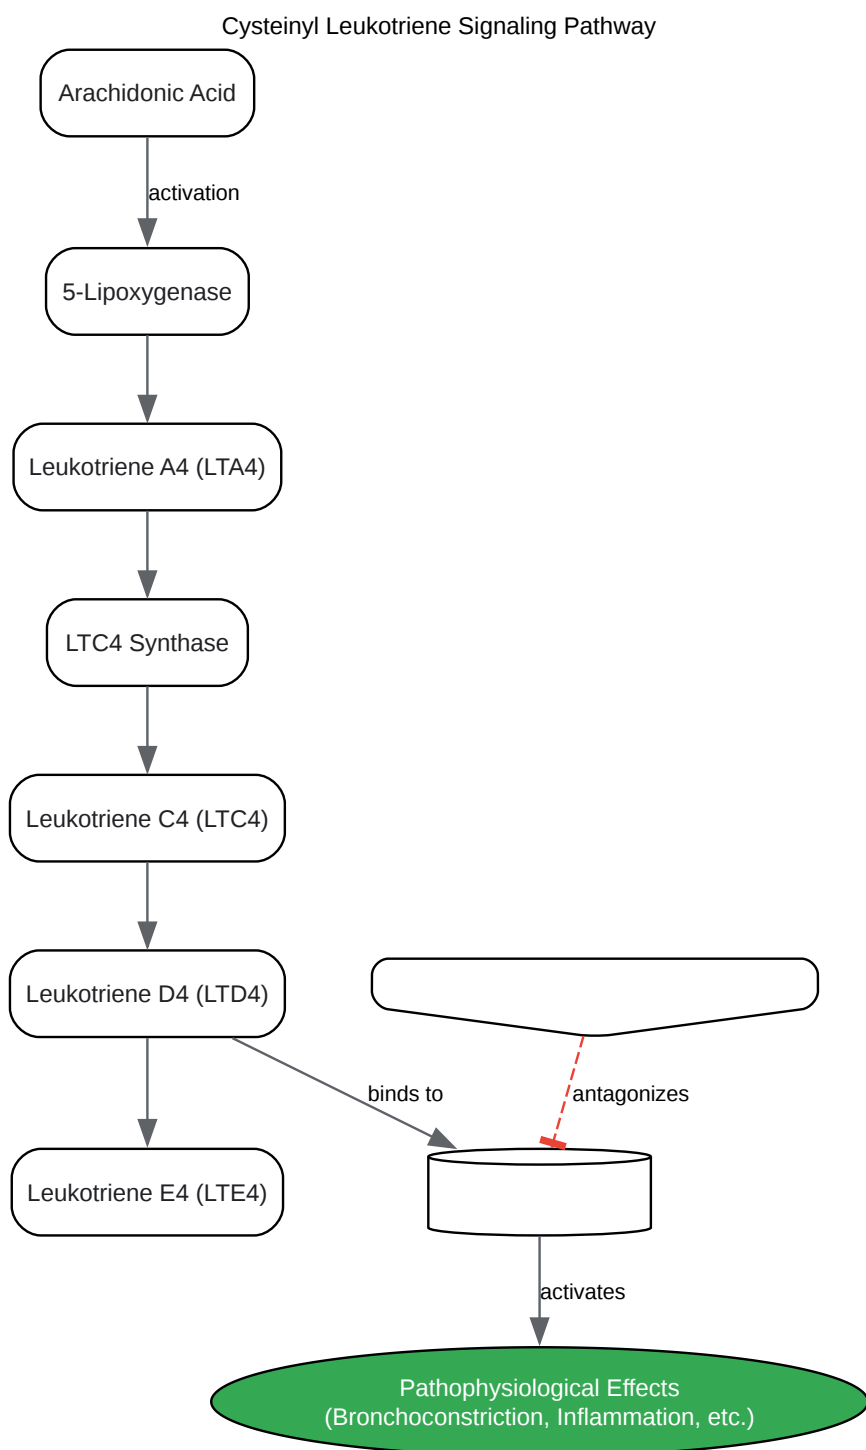 Cysteinyl Leukotriene Signaling Pathway
Arachidonic Acid
activation
5-Lipoxygenase
Leukotriene A4 (LTA4)
LTC4 Synthase
Leukotriene C4 (LTC4)
Leukotriene D4 (LTD4)
binds to
antagonizes
Leukotriene E4 (LTE4)
activates
Pathophysiological Effects
(Bronchoconstriction, Inflammation, etc.)